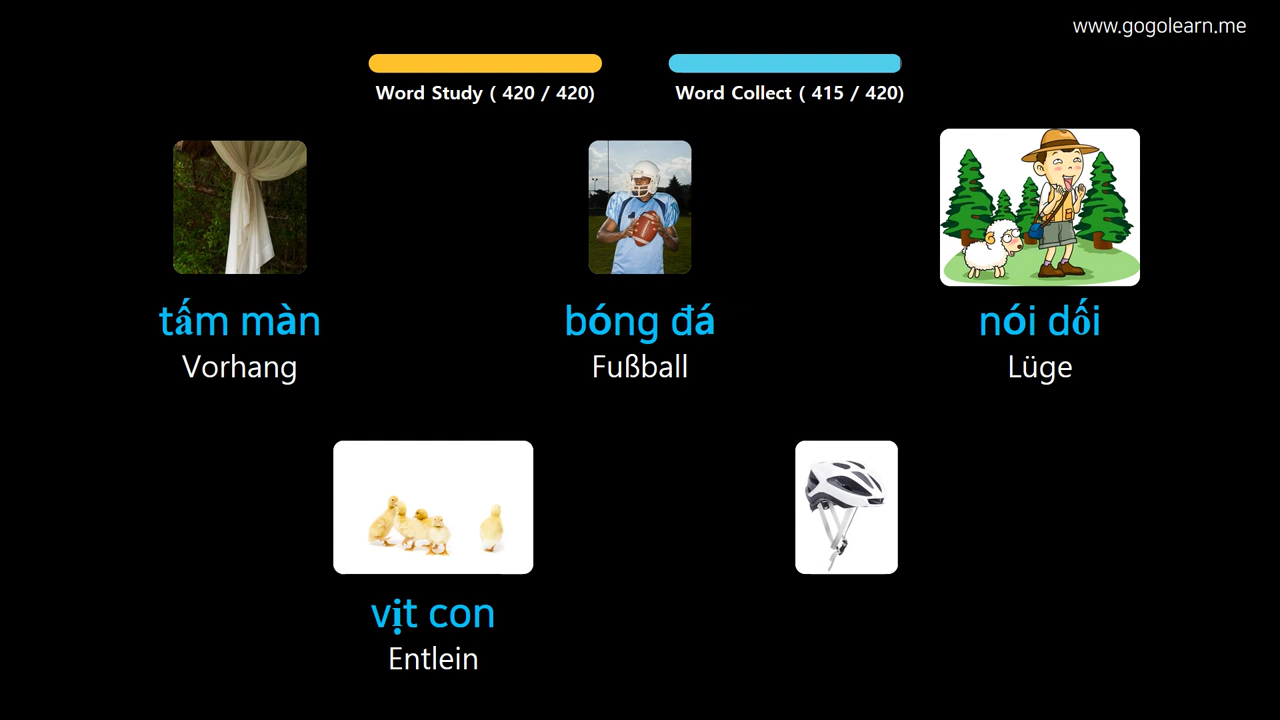 www.gogolearn.me
Word Study ( 420 / 420)
Word Collect ( 415 / 420)
tấm màn
Vorhang
bóng đá
Fußball
nói dối
Lüge
vịt con
Entlein